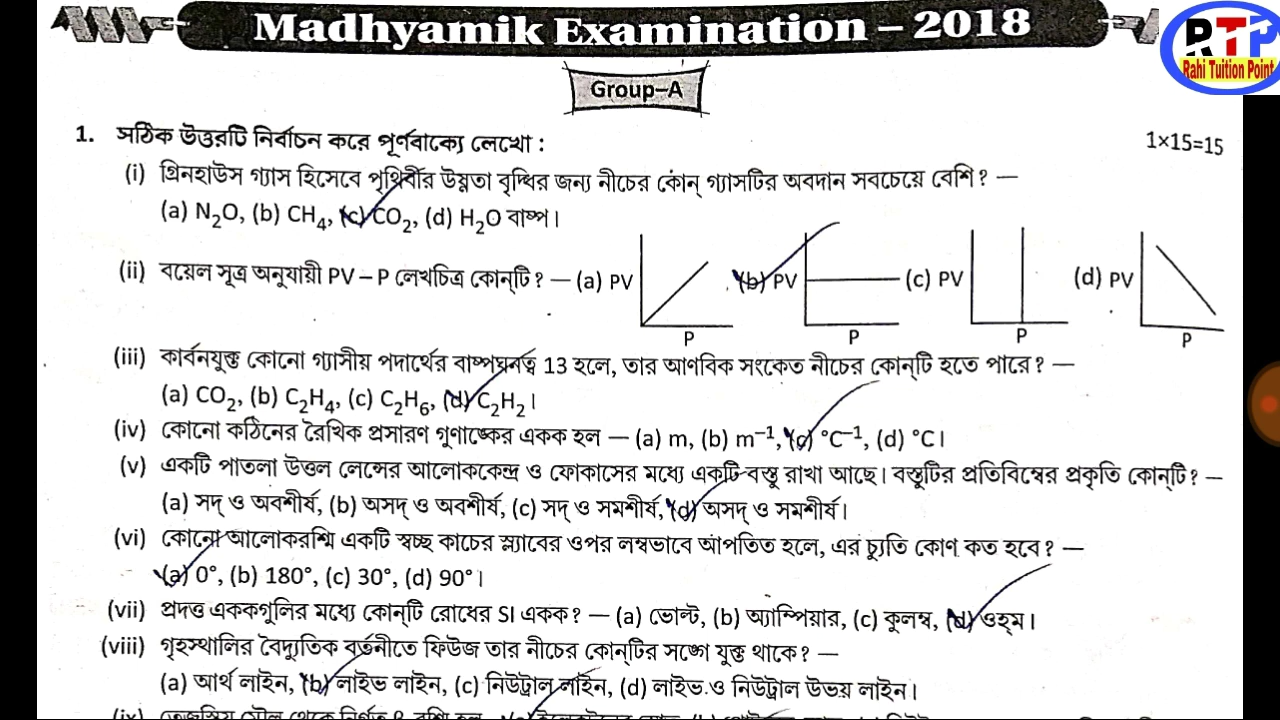 Madhyamik Examination – 2018
RTP
Rahi Tuition Point
Group–A
1. সঠিক উত্তরটি নির্বাচন করে পূর্ণবাক্যে লেখো : 1×15=15
(i) গ্রিনহাউস গ্যাস হিসেবে পৃথিবীর উষ্ণতা বৃদ্ধির জন্য নীচের কোন্ গ্যাসটির অবদান সবচেয়ে বেশি? —
(a) N₂O, (b) CH₄, (c) CO₂, (d) H₂O বাষ্প।
(ii) বয়েল সূত্র অনুযায়ী PV – P লেখচিত্র কোন্‌টি? — (a) PV (b) PV (c) PV (d) PV
P P P P
(iii) কার্বনযুক্ত কোনো গ্যাসীয় পদার্থের বাষ্পঘনত্ব 13 হলে, তার আণবিক সংকেত নীচের কোন্‌টি হতে পারে? —
(a) CO₂, (b) C₂H₄, (c) C₂H₆, (d) C₂H₂।
(iv) কোনো কঠিনের রৈখিক প্রসারণ গুণাঙ্কের একক হল — (a) m, (b) m⁻¹, (c) °C⁻¹, (d) °C।
(v) একটি পাতলা উত্তল লেন্সের আলোককেন্দ্র ও ফোকাসের মধ্যে একটি বস্তু রাখা আছে। বস্তুটির প্রতিবিম্বের প্রকৃতি কোন্‌টি? —
(a) সদ্ ও অবশীর্ষ, (b) অসদ্ ও অবশীর্ষ, (c) সদ্ ও সমশীর্ষ, (d) অসদ্ ও সমশীর্ষ।
(vi) কোনো আলোকরশ্মি একটি স্বচ্ছ কাচের স্ল্যাবের ওপর লম্বভাবে আপতিত হলে, এর চ্যুতি কোণ কত হবে? —
(a) 0°, (b) 180°, (c) 30°, (d) 90°।
(vii) প্রদত্ত এককগুলির মধ্যে কোন্‌টি রোধের SI একক? — (a) ভোল্ট, (b) অ্যাম্পিয়ার, (c) কুলম্ব, (d) ওহ্‌ম।
(viii) গৃহস্থালির বৈদ্যুতিক বর্তনীতে ফিউজ তার নীচের কোন্‌টির সঙ্গে যুক্ত থাকে? —
(a) আর্থ লাইন, (b) লাইভ লাইন, (c) নিউট্রাল লাইন, (d) লাইভ ও নিউট্রাল উভয় লাইন।